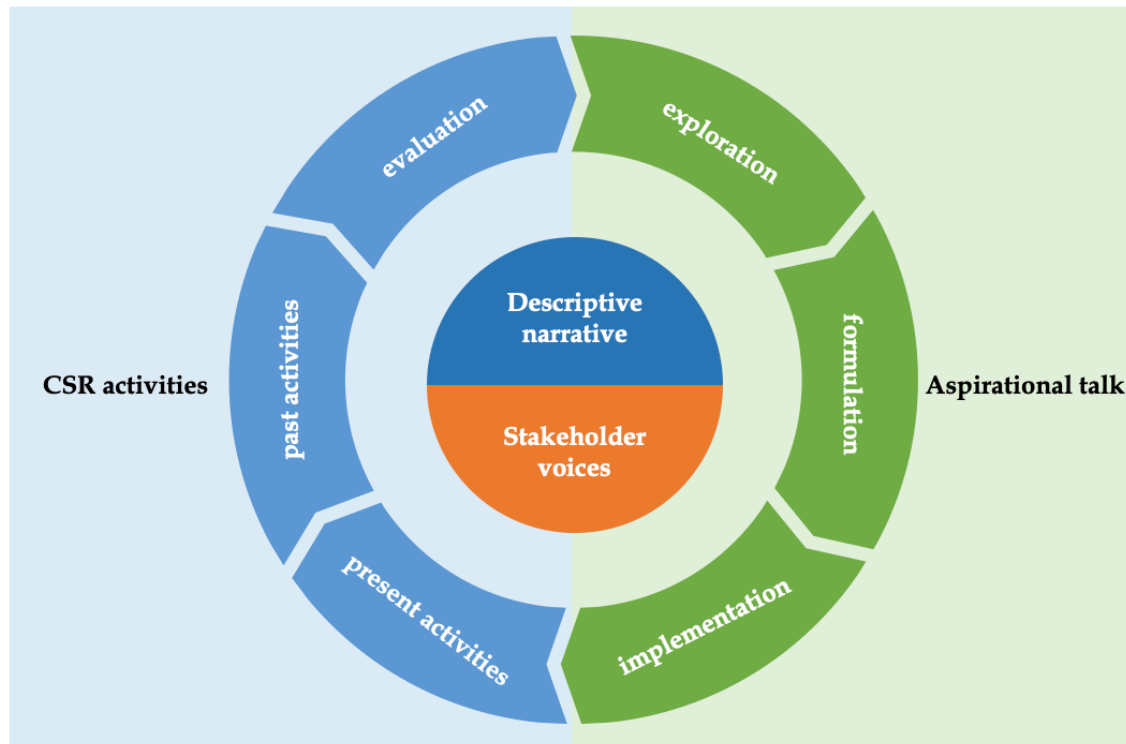 evaluation
exploration
Descriptive
narrative
past activities
formulation
CSR activities
Aspirational talk
Stakeholder
voices
present activities
implementation